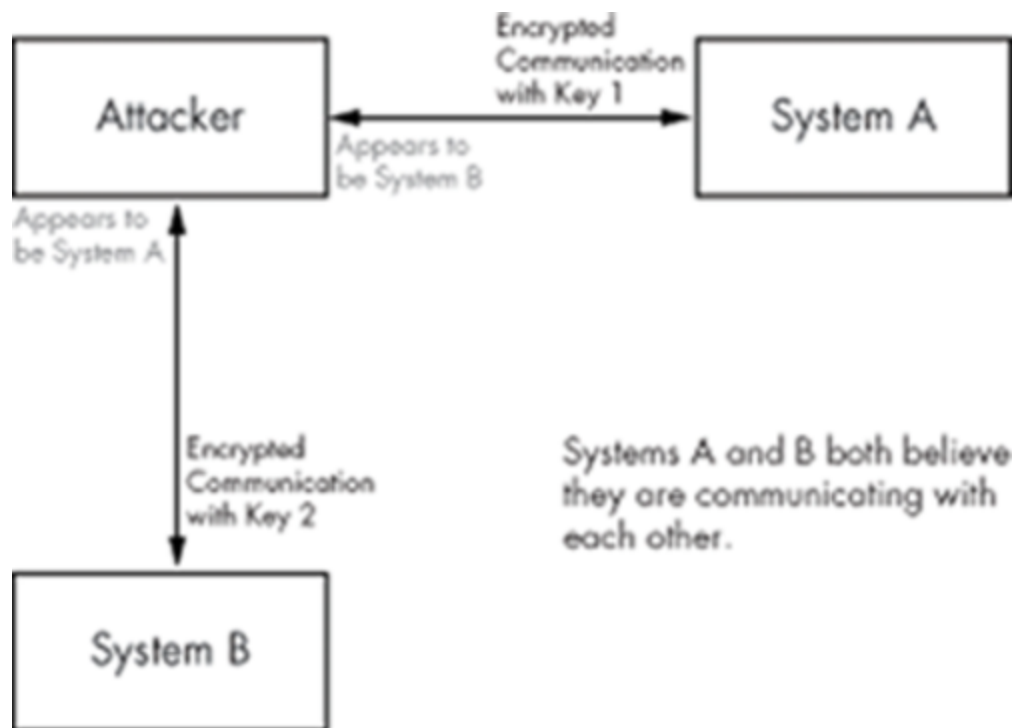 Encrypted
Communication
with Key 1
Attacker
System A
Appears to
be System B
Appears to
be System A
Encrypted
Communication
with Key 2
Systems A and B both believe
they are communicating with
each other.
System B